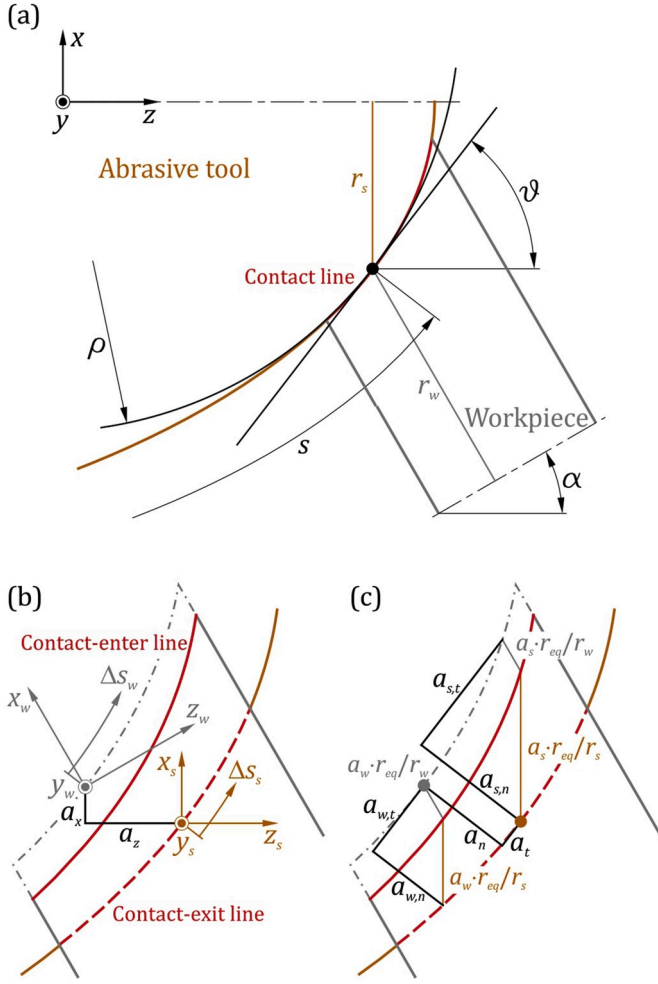 (a)
x
y
z
Abrasive tool
r_s
ϑ
Contact line
ρ
r_w
Workpiece
s
α
(b)
(c)
Contact-enter line
a_s·r_eq/r_w
Δs_w
x_w
z_w
a_s,t
x_s
Δs_s
a_s·r_eq/r_s
y_w
a_w·r_eq/r_w
a_s,n
a_x
a_z
y_s
z_s
a_w,t
a_n
a_t
a_w·r_eq/r_s
a_w,n
Contact-exit line